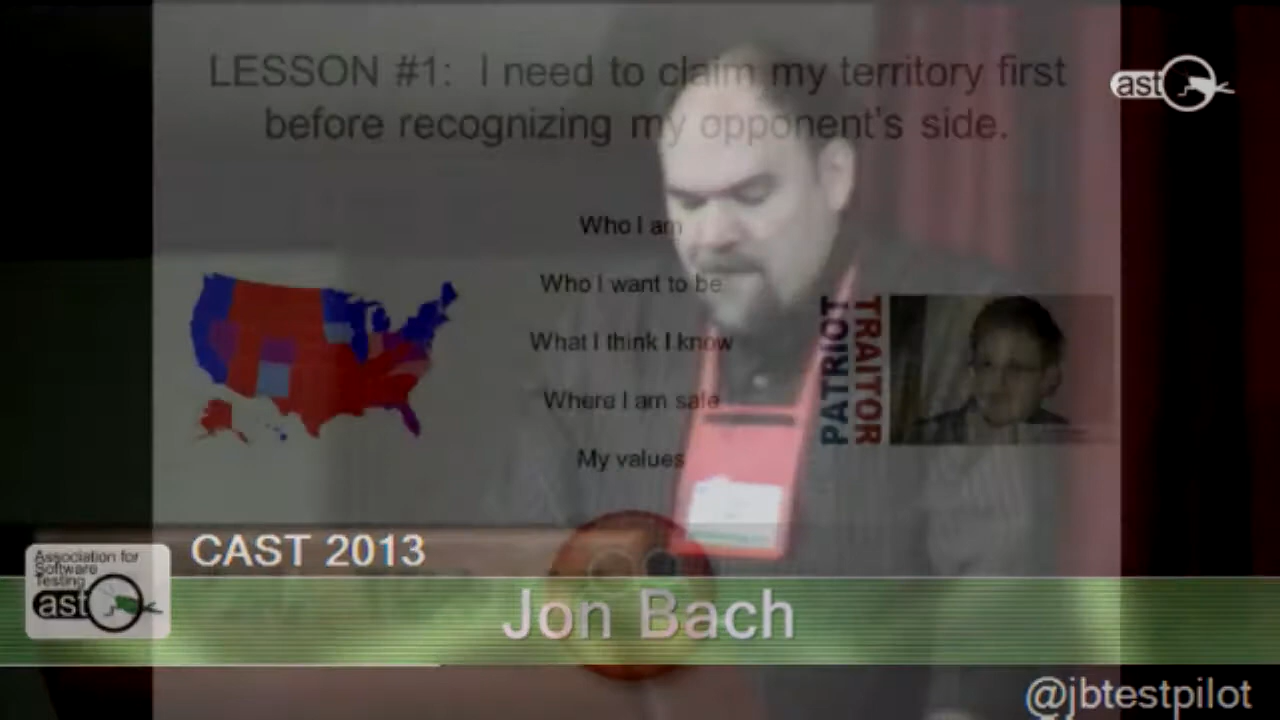 LESSON #1: I need to claim my territory first
before recognizing my opponent's side.
ast
Who I am
Who I want to be
What I think I know
Where I am safe
My values
PATRIOT
TRAITOR
CAST 2013
Association for
Software
Testing
ast
Jon Bach
@jbtestpilot